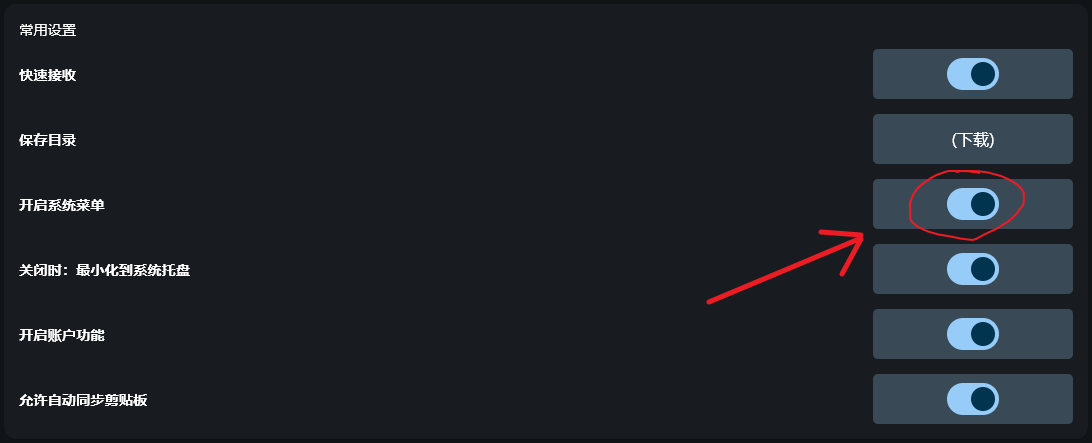 常用设置
快速接收
保存目录
(下载)
开启系统菜单
关闭时：最小化到系统托盘
开启账户功能
允许自动同步剪贴板